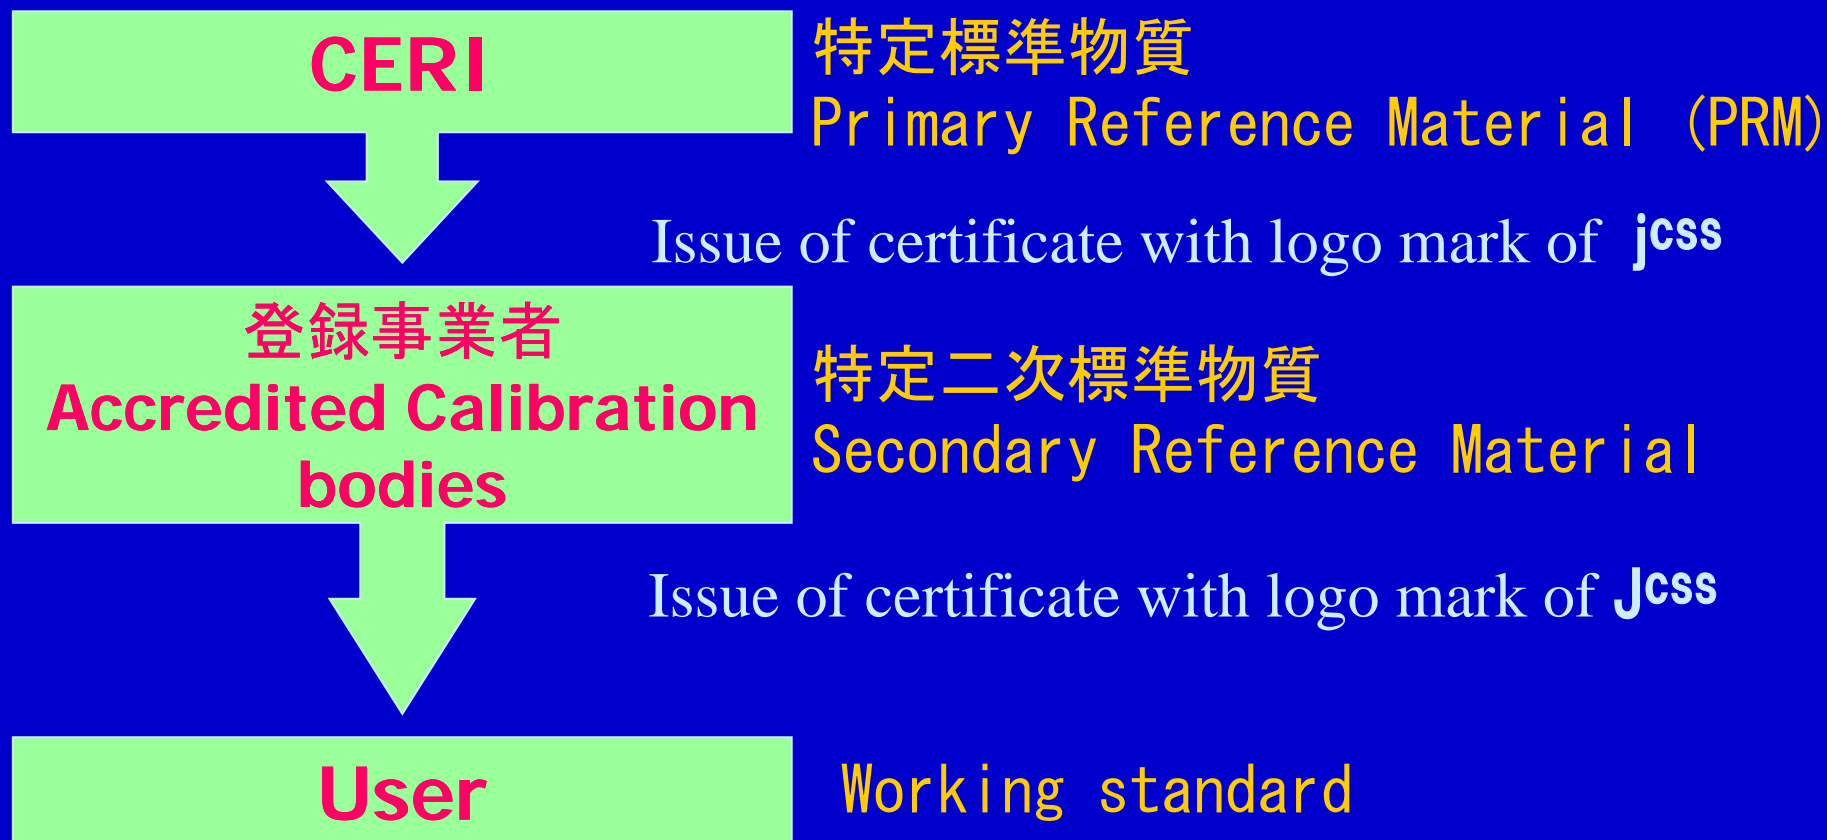 CERI
特定標準物質
Primary Reference Material (PRM)
Issue of certificate with logo mark of jcss
登録事業者
Accredited Calibration
bodies
特定二次標準物質
Secondary Reference Material
Issue of certificate with logo mark of Jcss
User
Working standard